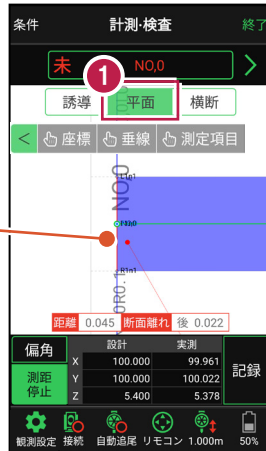 条件 計測·検査 終了
未 NO,0
1
誘導 平面 横断
< 座標 垂線 測定項目
L1n1
NO,0
NO,0
R1n1
距離 0.045 断面離れ 後 0.022
偏角 設計 実測
X 100.000 99.961
測距停止 Y 100.000 100.022
Z 5.400 5.378
記録
観測設定 接続 自動追尾 リモコン 1.000m 50%